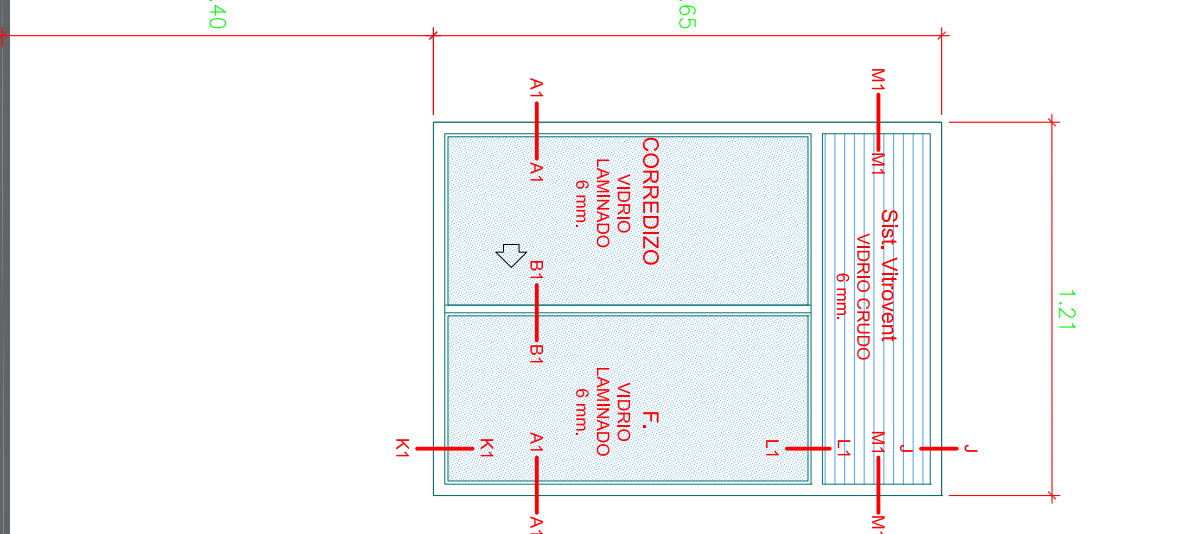 1.21
J
J
M1
M1
Sist. Vitrovent
VIDRIO CRUDO
6 mm.
M1
M1
L1
L1
.65
CORREDIZO
VIDRIO
LAMINADO
6 mm.
F.
VIDRIO
LAMINADO
6 mm.
A1
A1
B1
B1
A1
A1
K1
K1
.40